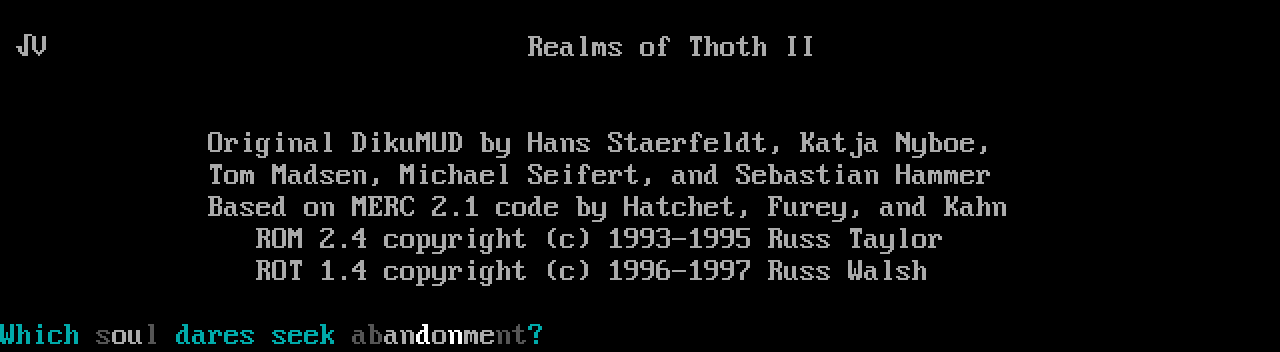 √V Realms of Thoth II
Original DikuMUD by Hans Staerfeldt, Katja Nyboe,
Tom Madsen, Michael Seifert, and Sebastian Hammer
Based on MERC 2.1 code by Hatchet, Furey, and Kahn
ROM 2.4 copyright (c) 1993-1995 Russ Taylor
ROT 1.4 copyright (c) 1996-1997 Russ Walsh
Which soul dares seek abandonment?